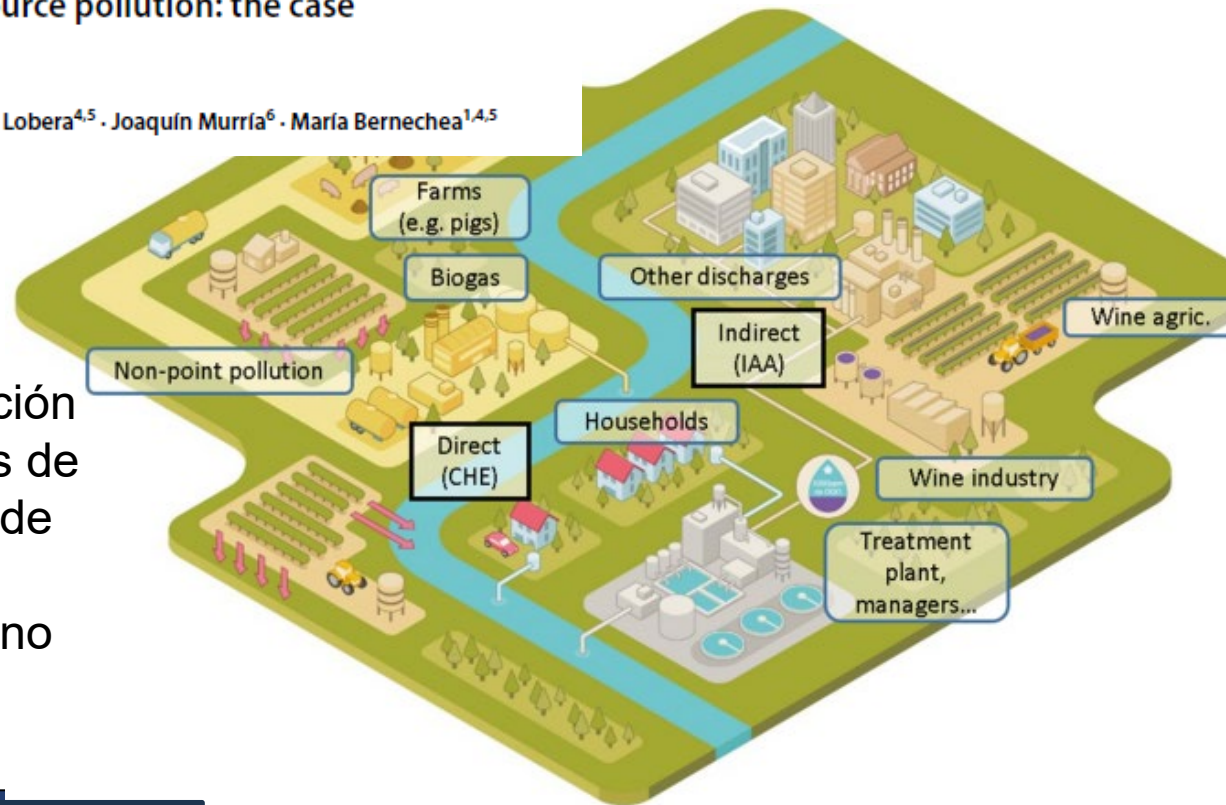 source pollution: the case
Lobera4,5 · Joaquín Murría6 · María Bernechea1,4,5
Farms
(e.g. pigs)
Biogas
Other discharges
Wine agric.
Indirect
(IAA)
Non-point pollution
Households
Direct
(CHE)
Wine industry
Treatment
plant,
managers...
ción
s de
de
no